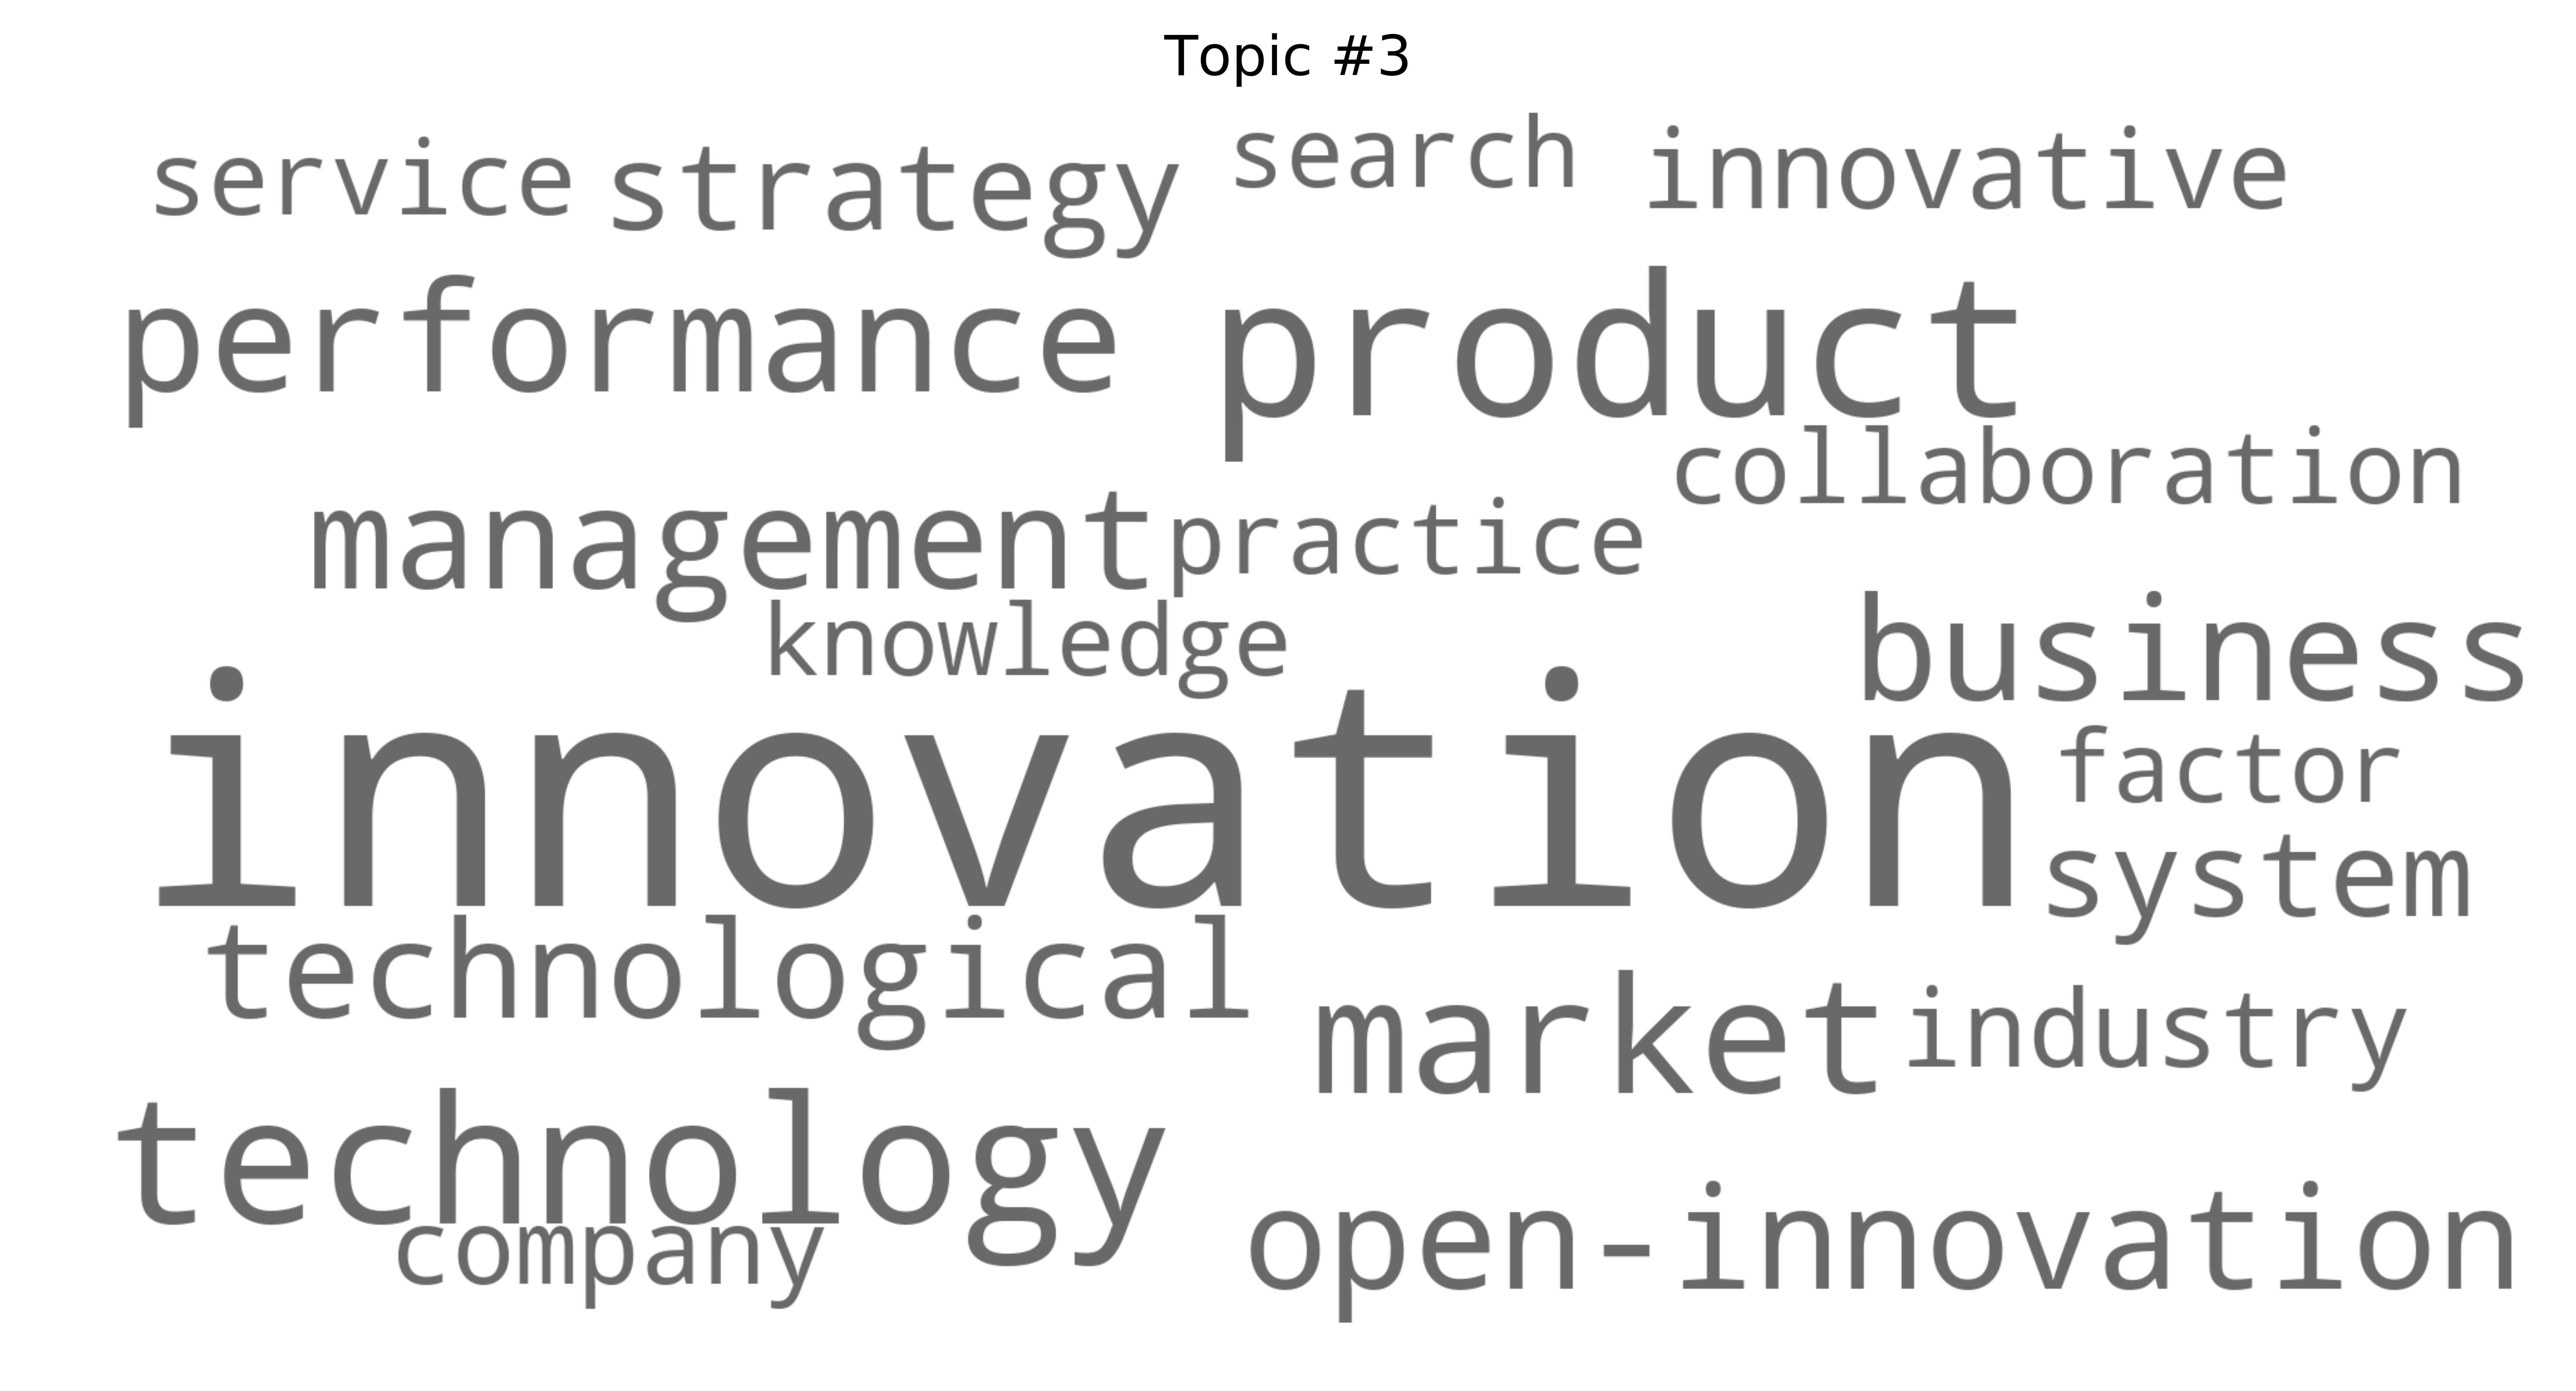 Topic #3
service strategy search innovative
performance product
collaboration
management practice
knowledge business
innovation factor
system
technological market industry
technology
company open-innovation